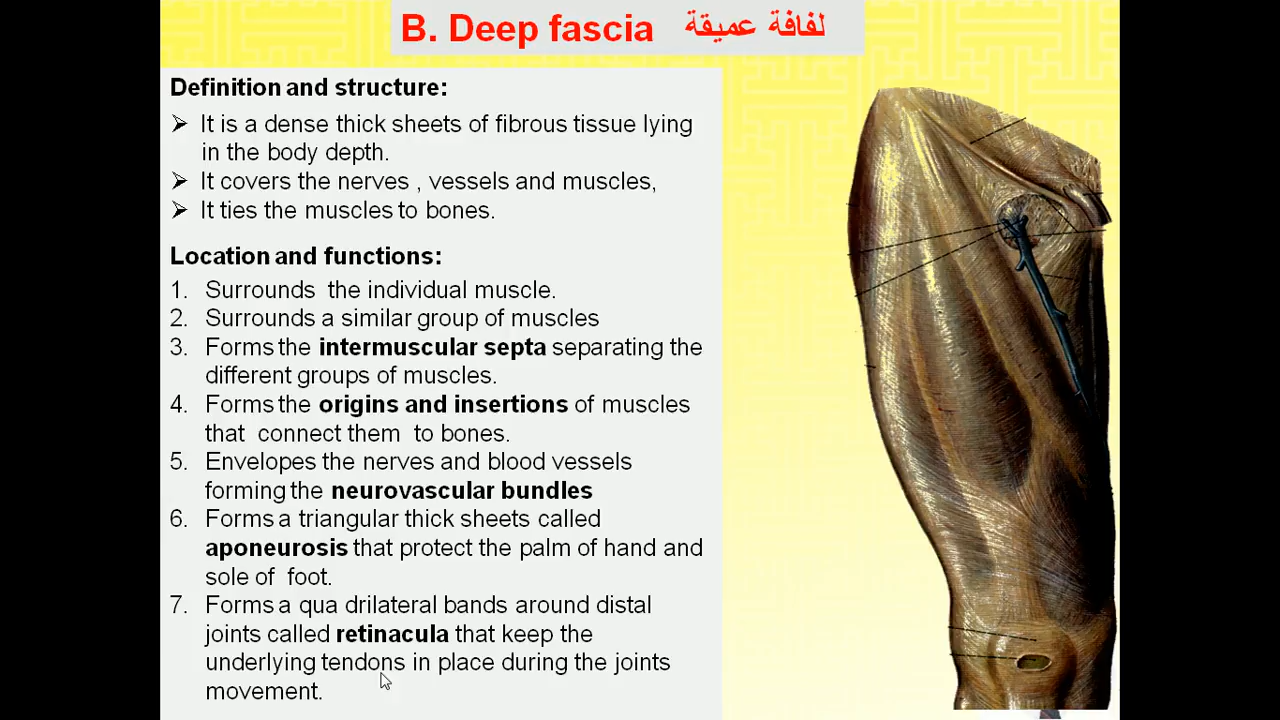 B. Deep fascia لفافة عميقة
Definition and structure:
➢ It is a dense thick sheets of fibrous tissue lying
in the body depth.
➢ It covers the nerves , vessels and muscles,
➢ It ties the muscles to bones.
Location and functions:
1. Surrounds the individual muscle.
2. Surrounds a similar group of muscles
3. Forms the intermuscular septa separating the
different groups of muscles.
4. Forms the origins and insertions of muscles
that connect them to bones.
5. Envelopes the nerves and blood vessels
forming the neurovascular bundles
6. Forms a triangular thick sheets called
aponeurosis that protect the palm of hand and
sole of foot.
7. Forms a qua drilateral bands around distal
joints called retinacula that keep the
underlying tendons in place during the joints
movement.